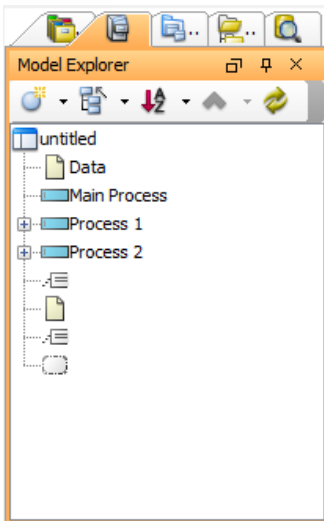 Model Explorer
untitled
Data
Main Process
Process 1
Process 2